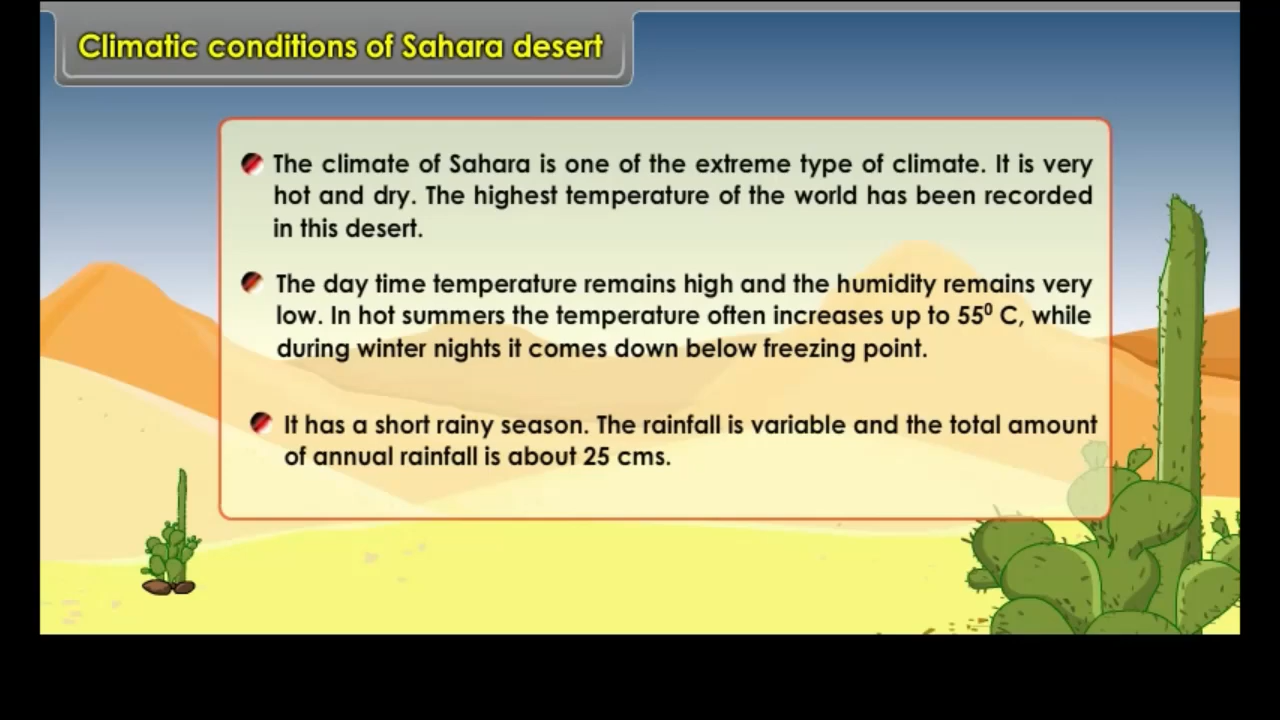 Climatic conditions of Sahara desert
The climate of Sahara is one of the extreme type of climate. It is very
hot and dry. The highest temperature of the world has been recorded
in this desert.
The day time temperature remains high and the humidity remains very
low. In hot summers the temperature often increases up to 55⁰ C, while
during winter nights it comes down below freezing point.
It has a short rainy season. The rainfall is variable and the total amount
of annual rainfall is about 25 cms.